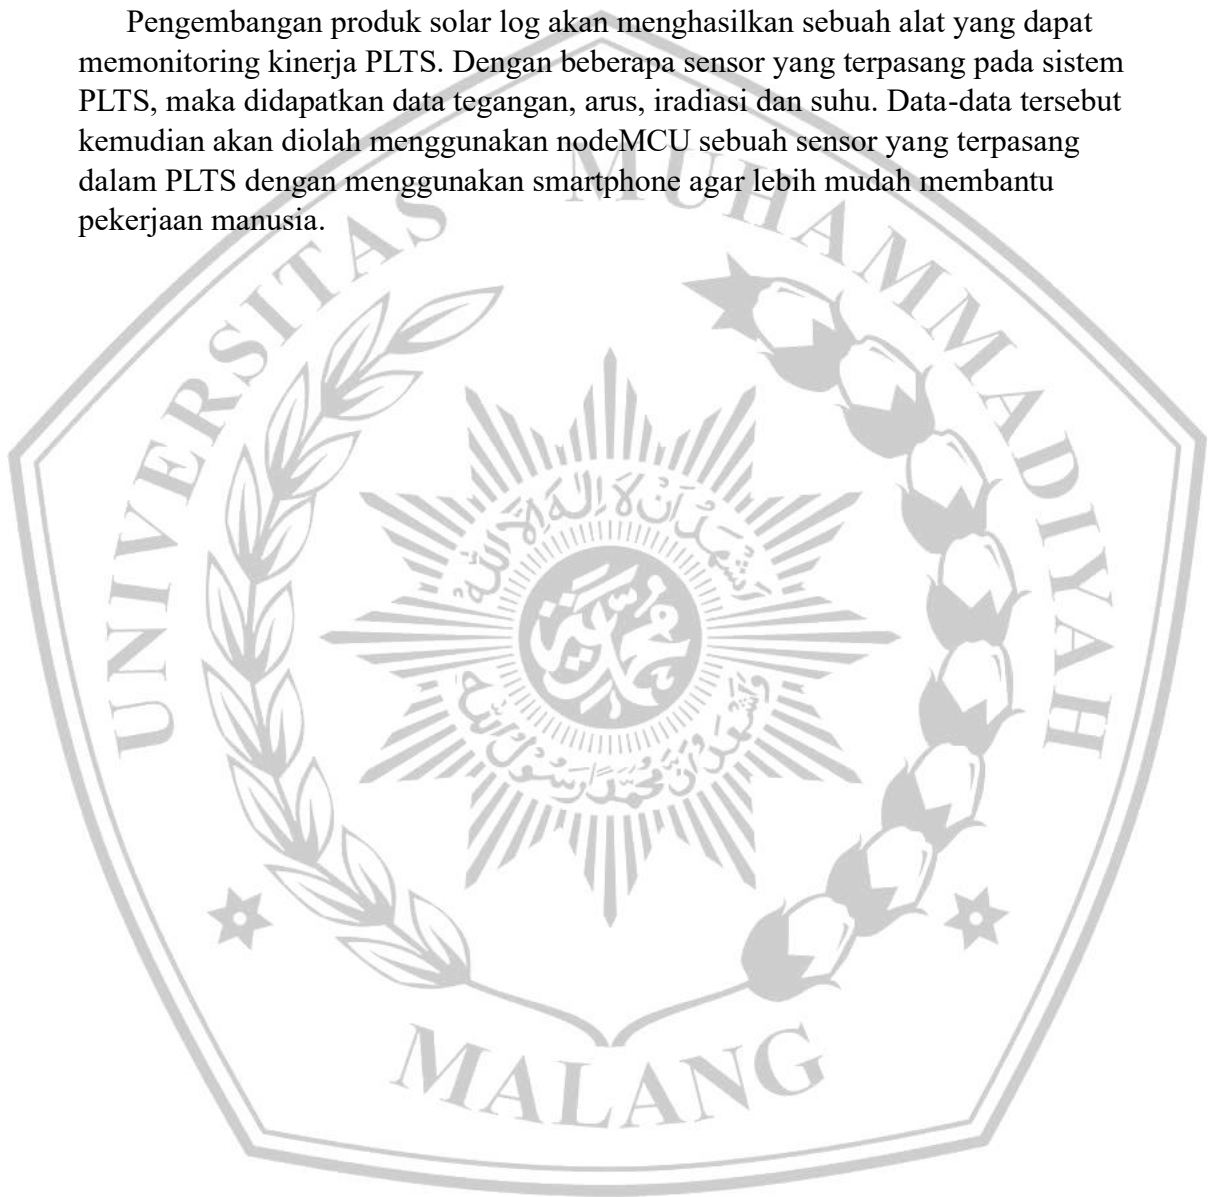 Pengembangan produk solar log akan menghasilkan sebuah alat yang dapat
memonitoring kinerja PLTS. Dengan beberapa sensor yang terpasang pada sistem
PLTS, maka didapatkan data tegangan, arus, iradiasi dan suhu. Data-data tersebut
kemudian akan diolah menggunakan nodeMCU sebuah sensor yang terpasang
dalam PLTS dengan menggunakan smartphone agar lebih mudah membantu
pekerjaan manusia.
UNIVERSITAS MUHAMMADIYAH
MALANG